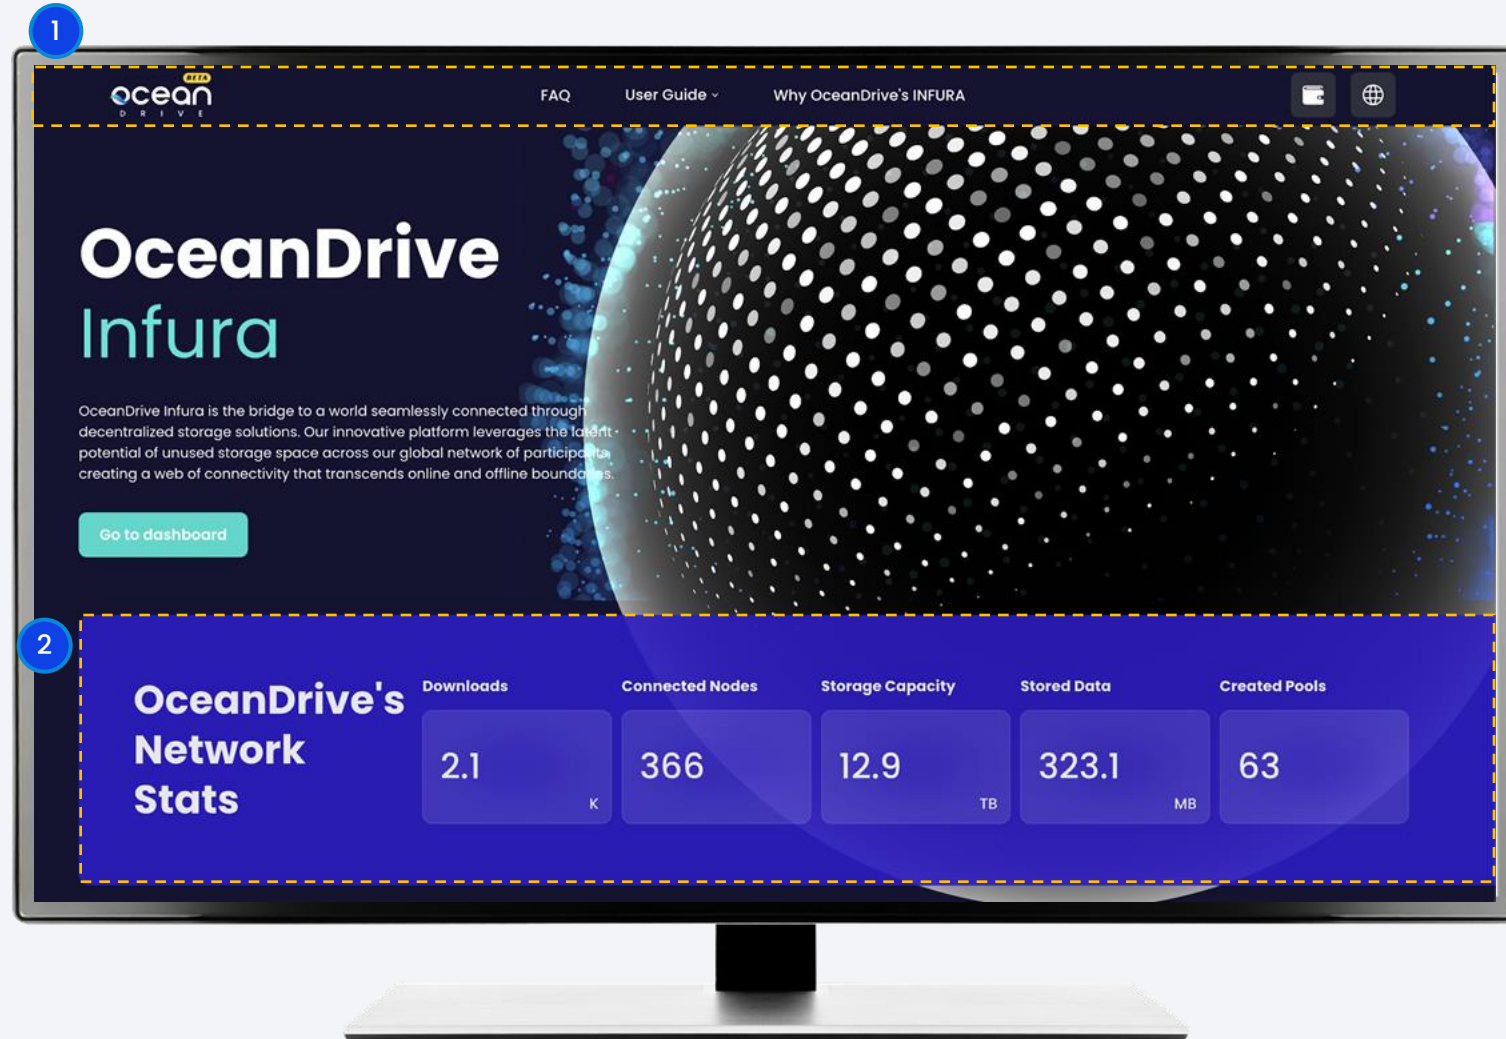 1
BETA
ocean
DRIVE
FAQ
User Guide
Why OceanDrive's INFURA
OceanDrive
Infura
OceanDrive Infura is the bridge to a world seamlessly connected through
decentralized storage solutions. Our innovative platform leverages the latent
potential of unused storage space across our global network of participants,
creating a web of connectivity that transcends online and offline boundaries.
Go to dashboard
2
OceanDrive's
Network
Stats
Downloads
2.1
K
Connected Nodes
366
Storage Capacity
12.9
TB
Stored Data
323.1
MB
Created Pools
63